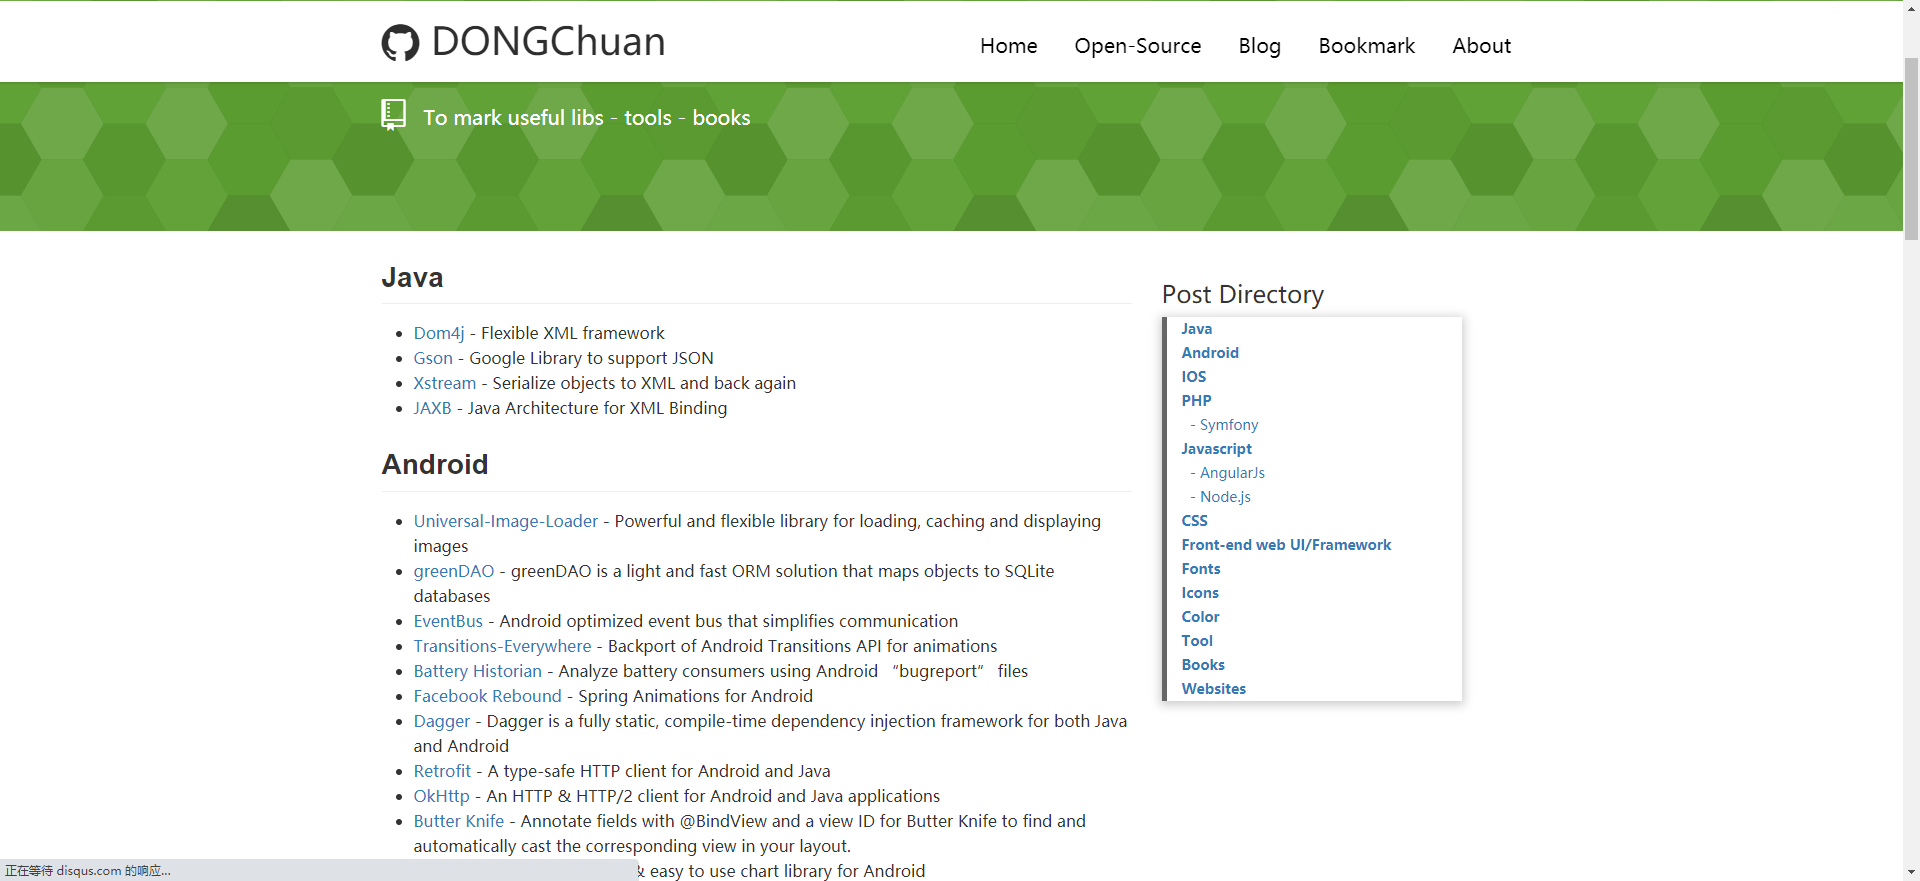 DONGChuan
Home
Open-Source
Blog
Bookmark
About
To mark useful libs - tools - books
Java
Dom4j - Flexible XML framework
Gson - Google Library to support JSON
Xstream - Serialize objects to XML and back again
JAXB - Java Architecture for XML Binding
Android
Universal-Image-Loader - Powerful and flexible library for loading, caching and displaying
images
greenDAO - greenDAO is a light and fast ORM solution that maps objects to SQLite
databases
EventBus - Android optimized event bus that simplifies communication
Transitions-Everywhere - Backport of Android Transitions API for animations
Battery Historian - Analyze battery consumers using Android “bugreport” files
Facebook Rebound - Spring Animations for Android
Dagger - Dagger is a fully static, compile-time dependency injection framework for both Java
and Android
Retrofit - A type-safe HTTP client for Android and Java
OkHttp - An HTTP & HTTP/2 client for Android and Java applications
Butter Knife - Annotate fields with @BindView and a view ID for Butter Knife to find and
automatically cast the corresponding view in your layout.
& easy to use chart library for Android
Post Directory
Java
Android
IOS
PHP
- Symfony
Javascript
- AngularJs
- Node.js
CSS
Front-end web UI/Framework
Fonts
Icons
Color
Tool
Books
Websites
正在等待 disqus.com 的响应...